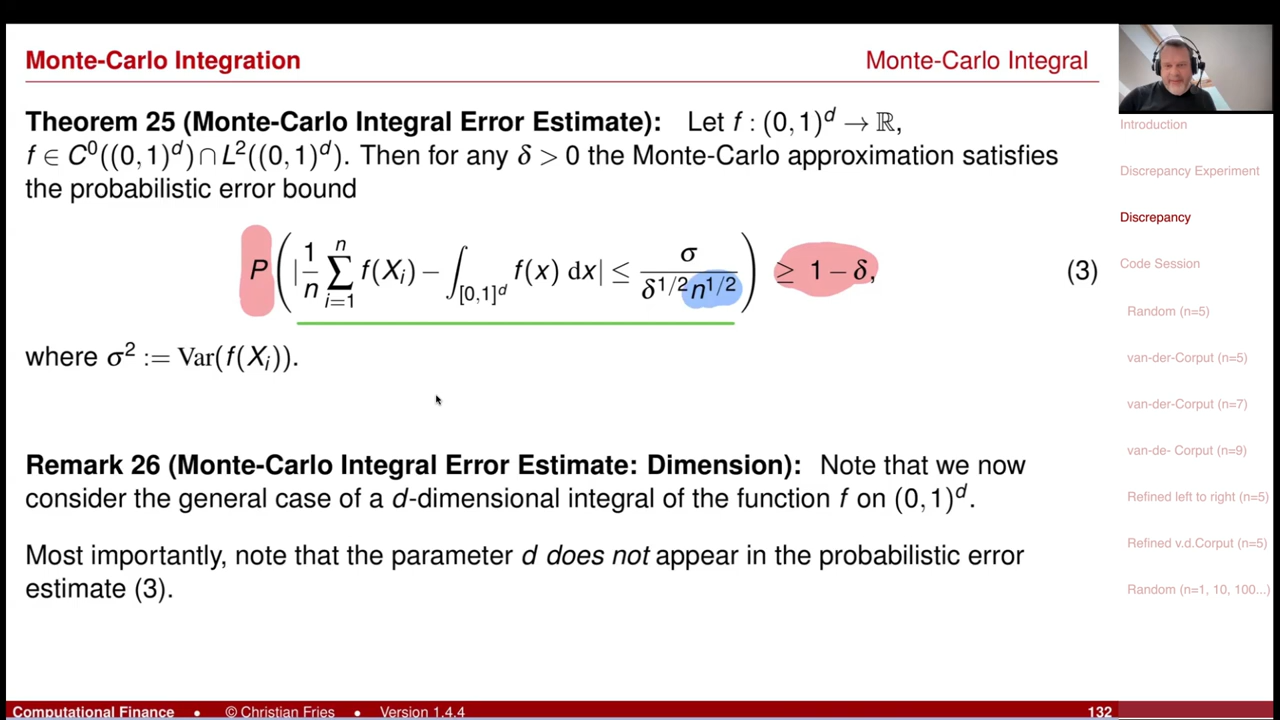 Monte-Carlo Integration
Monte-Carlo Integral
Theorem 25 (Monte-Carlo Integral Error Estimate): Let f : (0,1)^d → ℝ,
f ∈ C^0((0,1)^d) ∩ L^2((0,1)^d). Then for any δ > 0 the Monte-Carlo approximation satisfies
the probabilistic error bound
P(|1/n ∑_{i=1}^n f(X_i) − ∫_{[0,1]^d} f(x) dx| ≤ σ/(δ^{1/2} n^{1/2})) ≥ 1 − δ, (3)
where σ^2 := Var(f(X_i)).
Remark 26 (Monte-Carlo Integral Error Estimate: Dimension): Note that we now
consider the general case of a d-dimensional integral of the function f on (0,1)^d.
Most importantly, note that the parameter d does not appear in the probabilistic error
estimate (3).
Introduction
Discrepancy Experiment
Discrepancy
Code Session
Random (n=5)
van-der-Corput (n=5)
van-der-Corput (n=7)
van-de- Corput (n=9)
Refined left to right (n=5)
Refined v.d.Corput (n=5)
Random (n=1, 10, 100...)
Computational Finance • © Christian Fries • Version 1.4.4
132